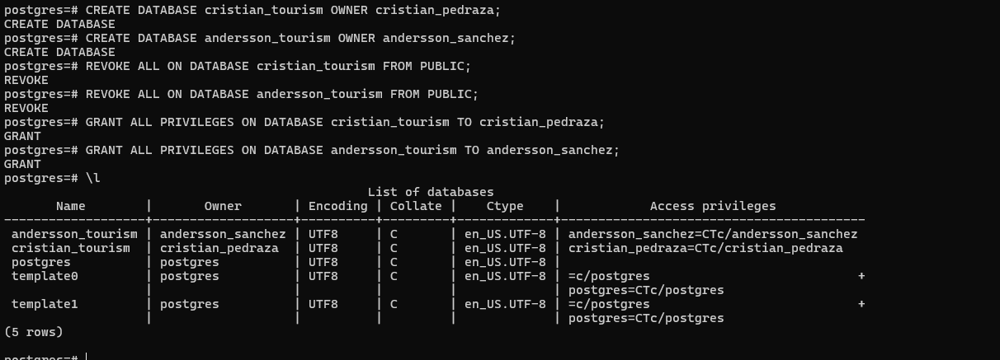 postgres=# CREATE DATABASE cristian_tourism OWNER cristian_pedraza;
CREATE DATABASE
postgres=# CREATE DATABASE andersson_tourism OWNER andersson_sanchez;
CREATE DATABASE
postgres=# REVOKE ALL ON DATABASE cristian_tourism FROM PUBLIC;
REVOKE
postgres=# REVOKE ALL ON DATABASE andersson_tourism FROM PUBLIC;
REVOKE
postgres=# GRANT ALL PRIVILEGES ON DATABASE cristian_tourism TO cristian_pedraza;
GRANT
postgres=# GRANT ALL PRIVILEGES ON DATABASE andersson_tourism TO andersson_sanchez;
GRANT
postgres=# \l
                                                 List of databases
       Name        |       Owner       | Encoding | Collate |    Ctype    |            Access privileges
-------------------+-------------------+----------+---------+-------------+-----------------------------------------
 andersson_tourism | andersson_sanchez | UTF8     | C       | en_US.UTF-8 | andersson_sanchez=CTc/andersson_sanchez
 cristian_tourism  | cristian_pedraza  | UTF8     | C       | en_US.UTF-8 | cristian_pedraza=CTc/cristian_pedraza
 postgres          | postgres          | UTF8     | C       | en_US.UTF-8 |
 template0         | postgres          | UTF8     | C       | en_US.UTF-8 | =c/postgres                            +
                   |                   |          |         |             | postgres=CTc/postgres
 template1         | postgres          | UTF8     | C       | en_US.UTF-8 | =c/postgres                            +
                   |                   |          |         |             | postgres=CTc/postgres
(5 rows)
postgres=#